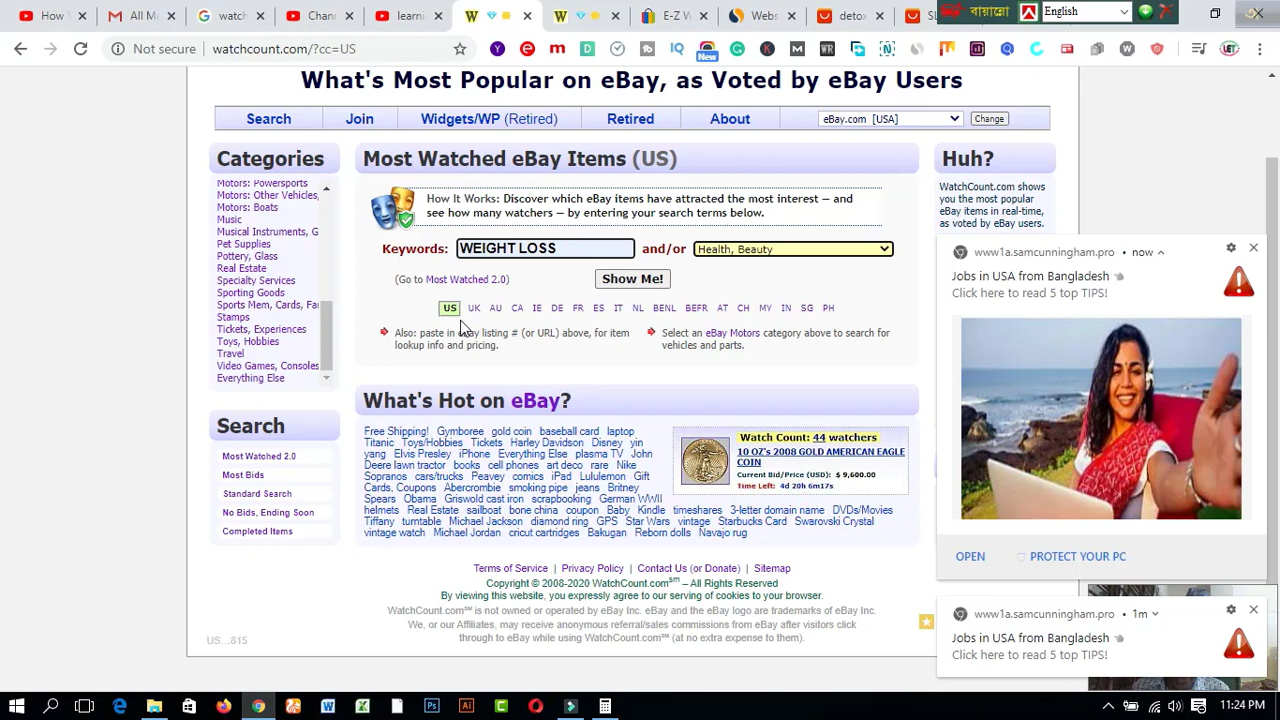 How
All Ma
watch
Chan
learn
E-Z W
Web
detox
SL
বায়ান্নো
English
Not secure
watchcount.com/?cc=US
New
What's Most Popular on eBay, as Voted by eBay Users
Search
Join
Widgets/WP (Retired)
Retired
About
eBay.com [USA]
Change
Categories
Motors: Powersports
Motors: Other Vehicles,
Motors: Boats
Music
Musical Instruments, G
Pet Supplies
Pottery, Glass
Real Estate
Specialty Services
Sporting Goods
Sports Mem, Cards, Fan
Stamps
Tickets, Experiences
Toys, Hobbies
Travel
Video Games, Consoles
Everything Else
Search
Most Watched 2.0
Most Bids
Standard Search
No Bids, Ending Soon
Completed Items
US...815
Most Watched eBay Items (US)
How It Works: Discover which eBay items have attracted the most interest — and
see how many watchers — by entering your search terms below.
Keywords: WEIGHT LOSS and/or Health, Beauty
(Go to Most Watched 2.0) Show Me!
US UK AU CA IE DE FR ES IT NL BENL BEFR AT CH MY IN SG PH
Also: paste in eBay listing # (or URL) above, for item
lookup info and pricing.
Select an eBay Motors category above to search for
vehicles and parts.
What's Hot on eBay?
Free Shipping! Gymboree gold coin baseball card laptop
Titanic Toys/Hobbies Tickets Harley Davidson Disney yin
yang Elvis Presley iPhone Everything Else plasma TV John
Deere lawn tractor books cell phones art deco rare Nike
Sopranos cars/trucks Peavey comics iPad Lululemon Gift
Cards, Coupons Abercrombie smoking pipe jeans Britney
Spears Obama Griswold cast iron scrapbooking German WWII
helmets Real Estate sailboat bone china coupon Baby Kindle timeshares 3-letter domain name DVDs/Movies
Tiffany turntable Michael Jackson diamond ring GPS Star Wars vintage Starbucks Card Swarovski Crystal
vintage watch Michael Jordan cricut cartridges Bakugan Reborn dolls Navajo rug
Watch Count: 44 watchers
10 OZ's 2008 GOLD AMERICAN EAGLE
COIN
Current Bid/Price (USD): $ 9,600.00
Time Left: 4d 20h 6m17s
Terms of Service | Privacy Policy | Contact Us (or Donate) | Sitemap
Copyright © 2008-2020 WatchCount.com℠ – All Rights Reserved
By viewing this website, you expressly agree to our serving of cookies to your browser.
WatchCount.com is not owned or operated by eBay Inc. eBay and the eBay logo are trademarks of eBay Inc.
We, or our Affiliates, may receive anonymous referral/sales commissions from eBay after visitors click
through to eBay while using WatchCount.com (at no extra expense to them).
Huh?
WatchCount.com shows
you the most popular
eBay items in real-time,
as voted by eBay users.
www1a.samcunningham.pro • now
Jobs in USA from Bangladesh
Click here to read 5 top TIPS!
OPEN
PROTECT YOUR PC
www1a.samcunningham.pro • 1m
Jobs in USA from Bangladesh
Click here to read 5 top TIPS!
11:24 PM